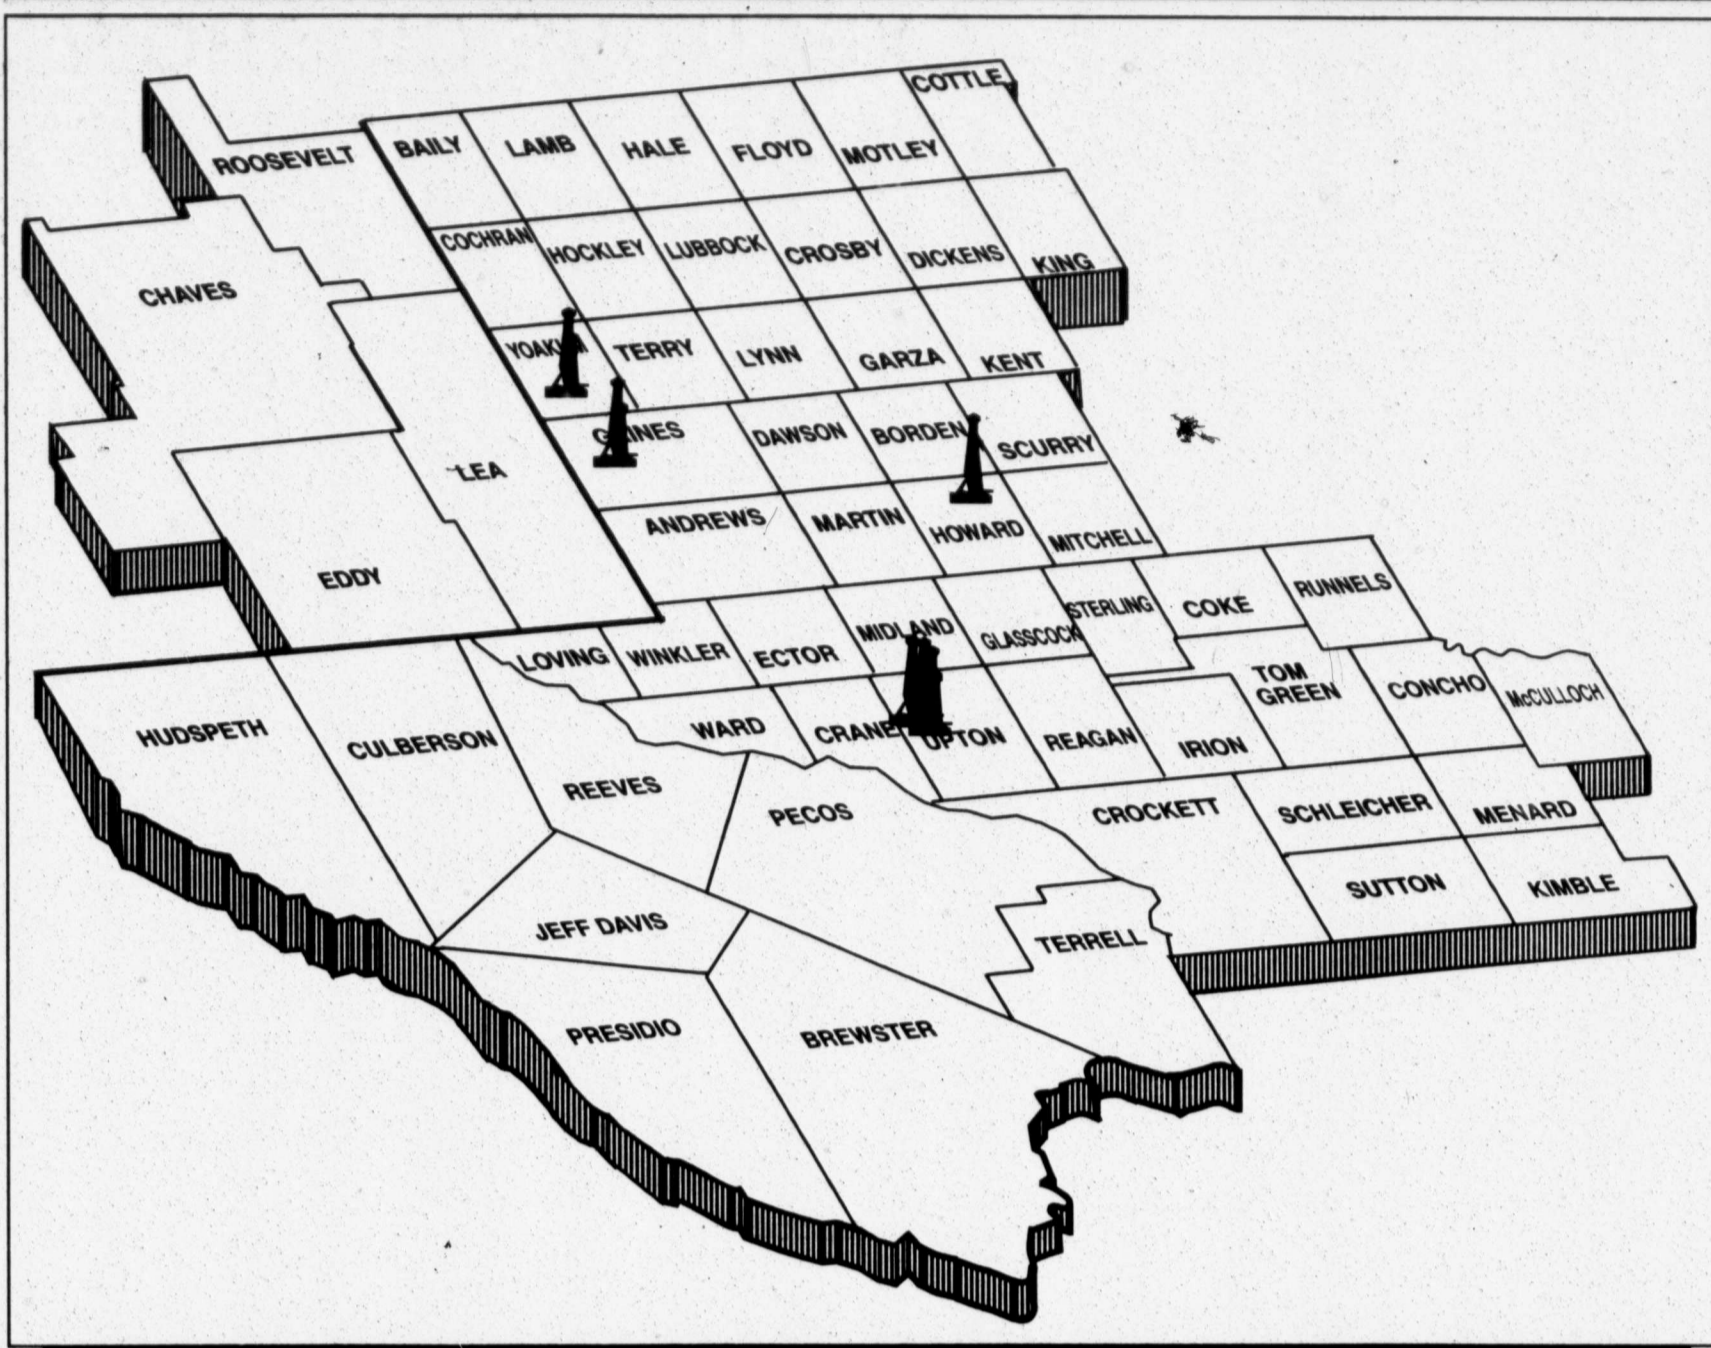 COTTLE
ROOSEVELT
BAILY
LAMB
HALE
FLOYD
MOTLEY
CHAVES
COCHRAN
HOCKLEY
LUBBOCK
CROSBY
DICKENS
KING
YOAKUM
TERRY
LYNN
GARZA
KENT
GAINES
DAWSON
BORDEN
SCURRY
LEA
ANDREWS
MARTIN
HOWARD
MITCHELL
EDDY
LOVING
WINKLER
ECTOR
MIDLAND
GLASSCOCK
STERLING
COKE
RUNNELS
HUDSPETH
CULBERSON
REEVES
WARD
CRANE
UPTON
REAGAN
IRION
TOM
GREEN
CONCHO
McCULLOCH
PECOS
CROCKETT
SCHLEICHER
MENARD
JEFF DAVIS
TERRELL
SUTTON
KIMBLE
PRESIDIO
BREWSTER